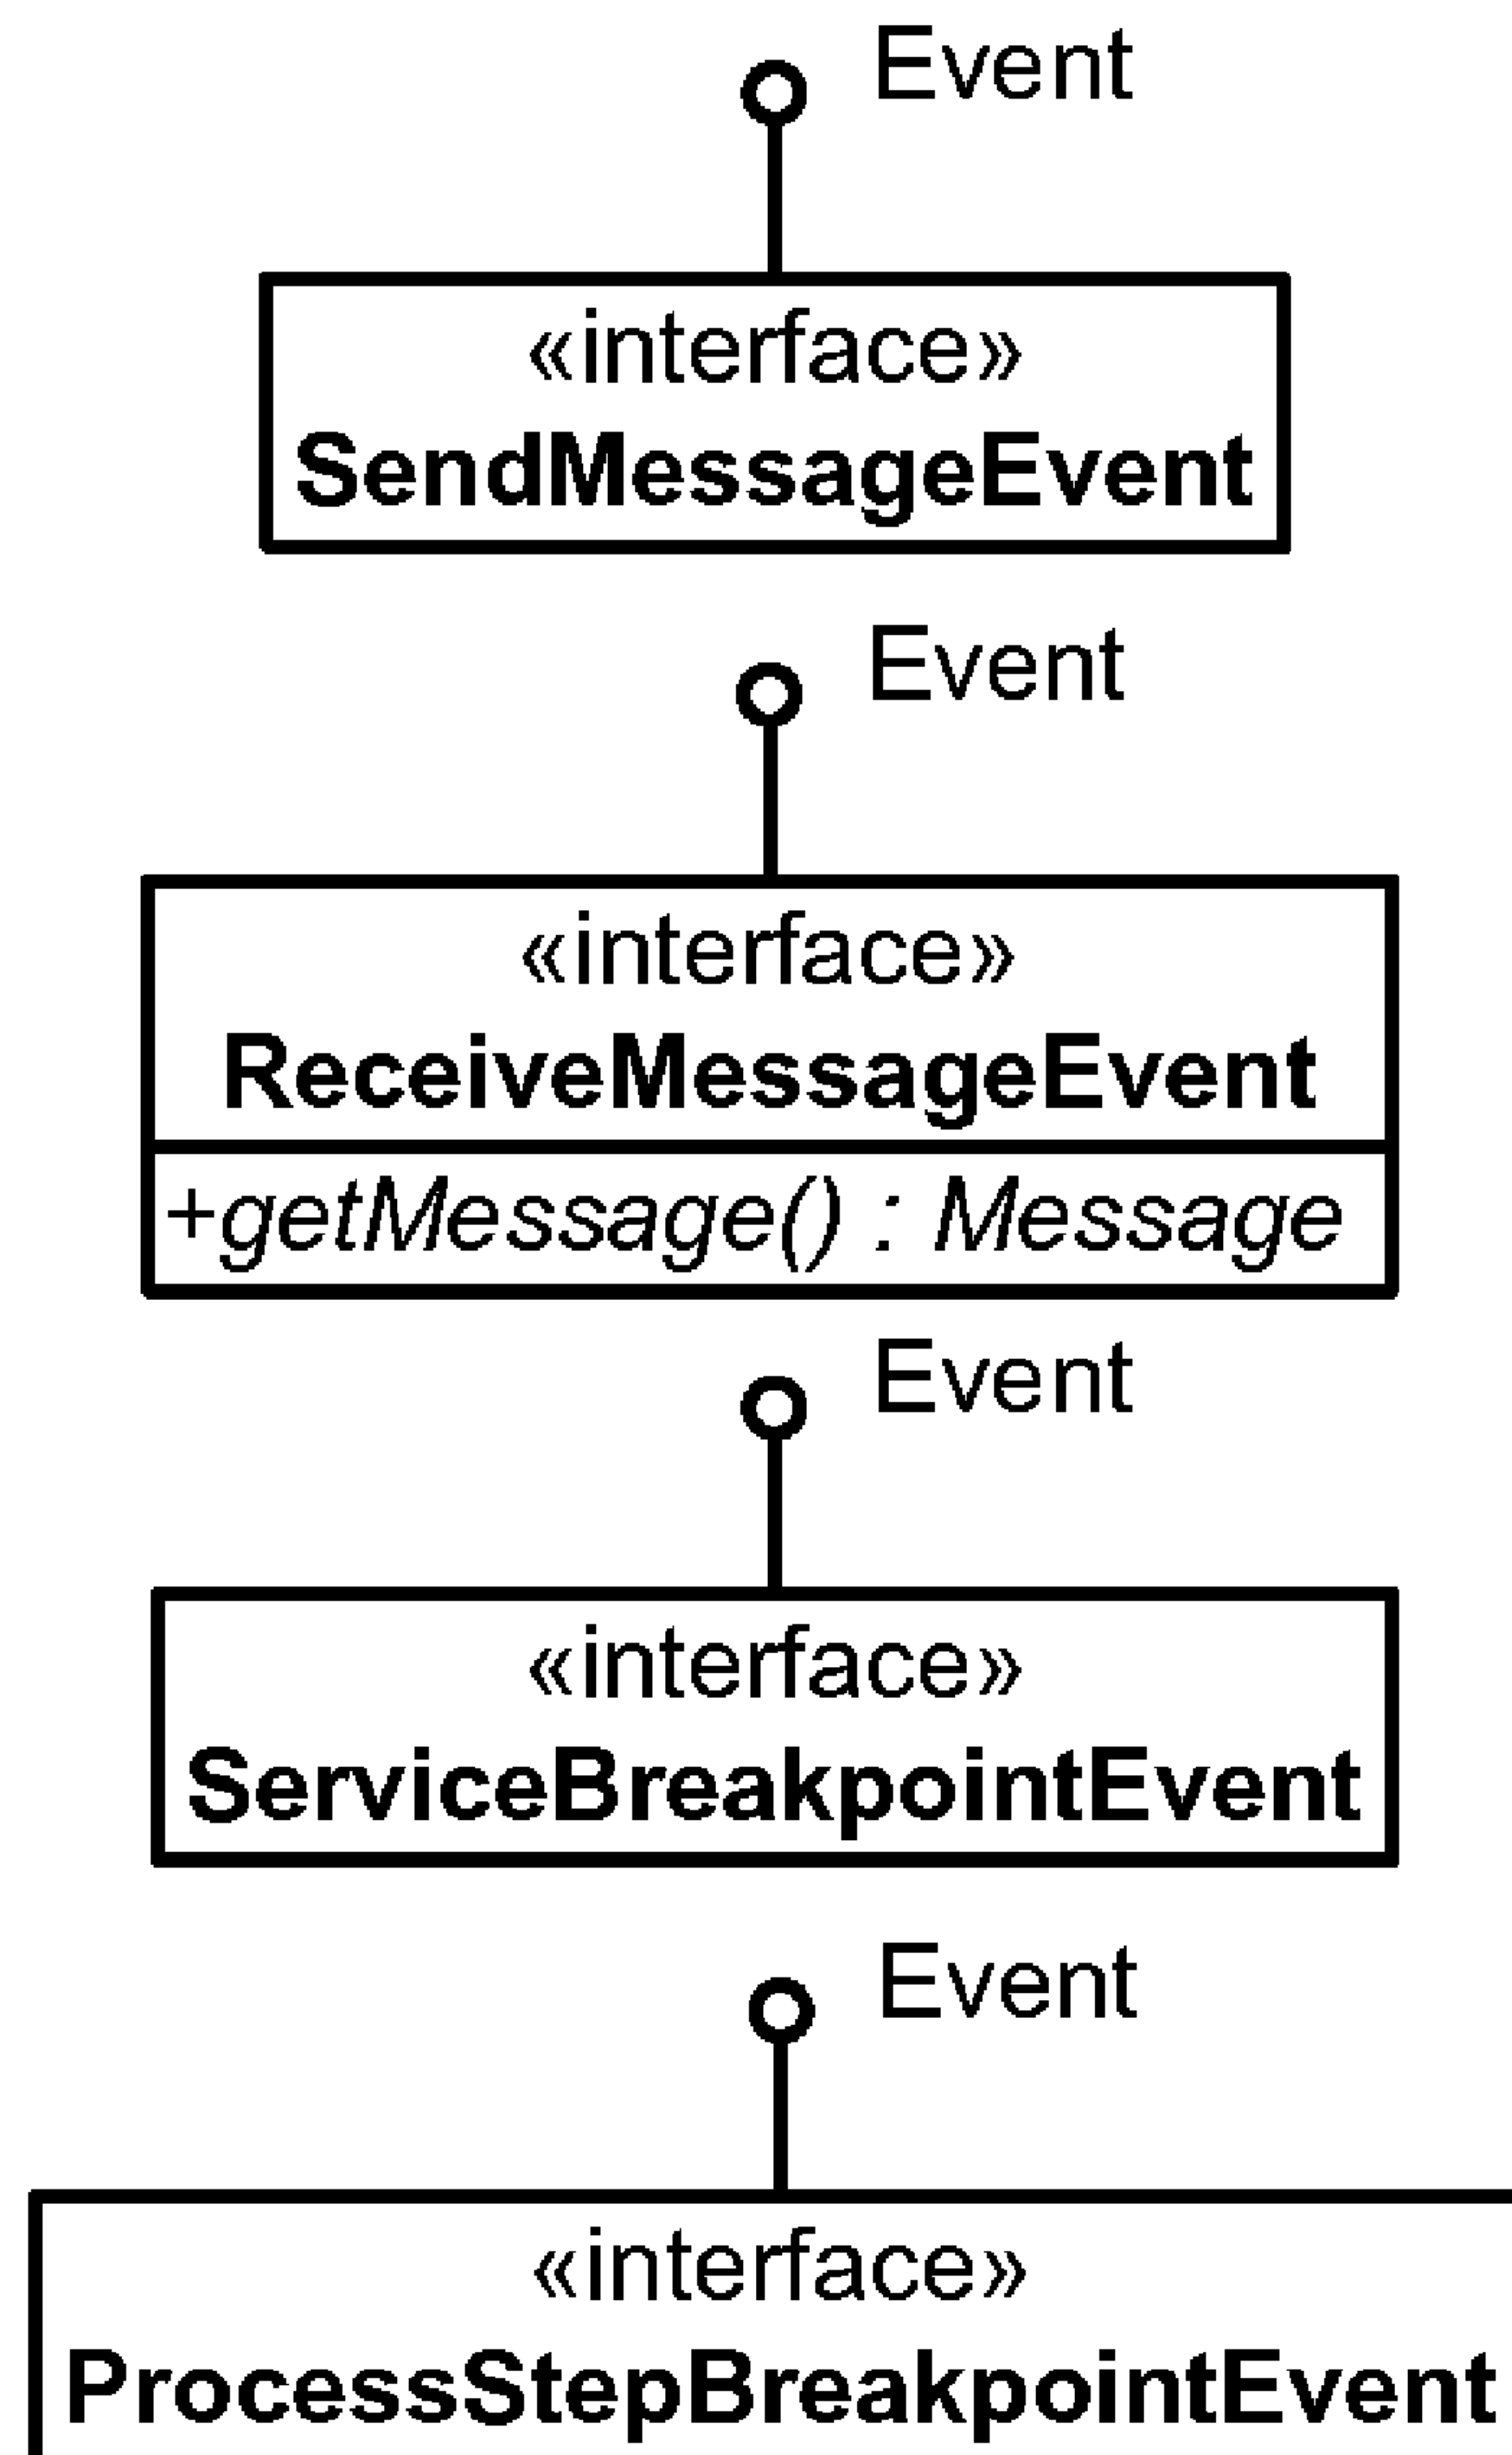 Event
«interface»
SendMessageEvent
Event
«interface»
ReceiveMessageEvent
+getMessage() : Message
Event
«interface»
ServiceBreakpointEvent
Event
«interface»
ProcessStepBreakpointEvent